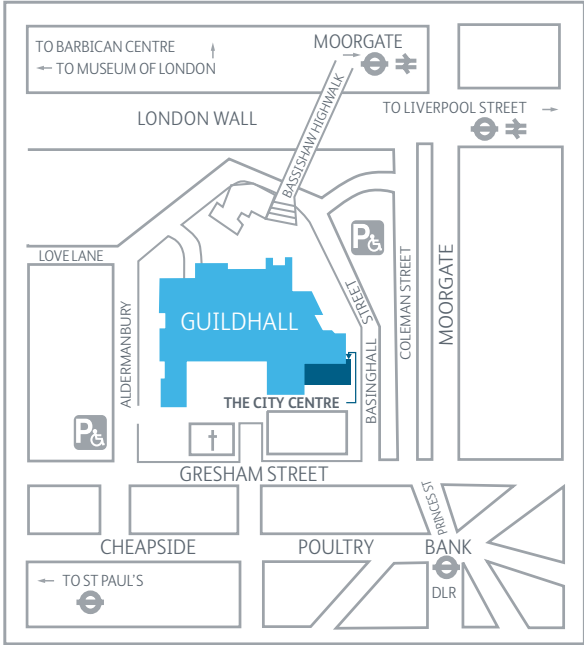 TO BARBICAN CENTRE ↑
← TO MUSEUM OF LONDON
MOORGATE
→
TO LIVERPOOL STREET →
LONDON WALL
BASSISHAW HIGHWALK
P
LOVE LANE
ALDERMANBURY
GUILDHALL
BASINGHALL STREET
COLEMAN STREET
MOORGATE
THE CITY CENTRE
P
GRESHAM STREET
PRINCES ST
CHEAPSIDE
POULTRY
BANK
DLR
← TO ST PAUL'S